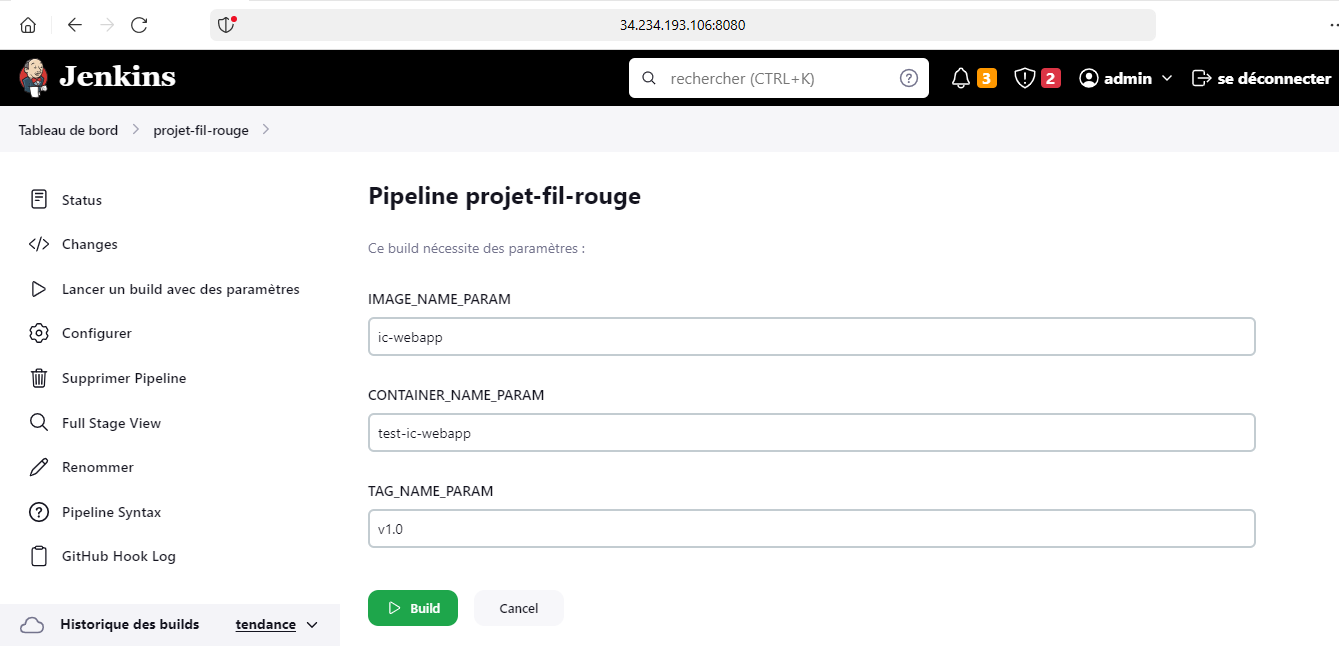 34.234.193.106:8080
Jenkins
rechercher (CTRL+K)
?
3
2
admin
se déconnecter
Tableau de bord
projet-fil-rouge
Status
Changes
Lancer un build avec des paramètres
Configurer
Supprimer Pipeline
Full Stage View
Renommer
Pipeline Syntax
GitHub Hook Log
Historique des builds tendance
Pipeline projet-fil-rouge
Ce build nécessite des paramètres :
IMAGE_NAME_PARAM
ic-webapp
CONTAINER_NAME_PARAM
test-ic-webapp
TAG_NAME_PARAM
v1.0
Build
Cancel